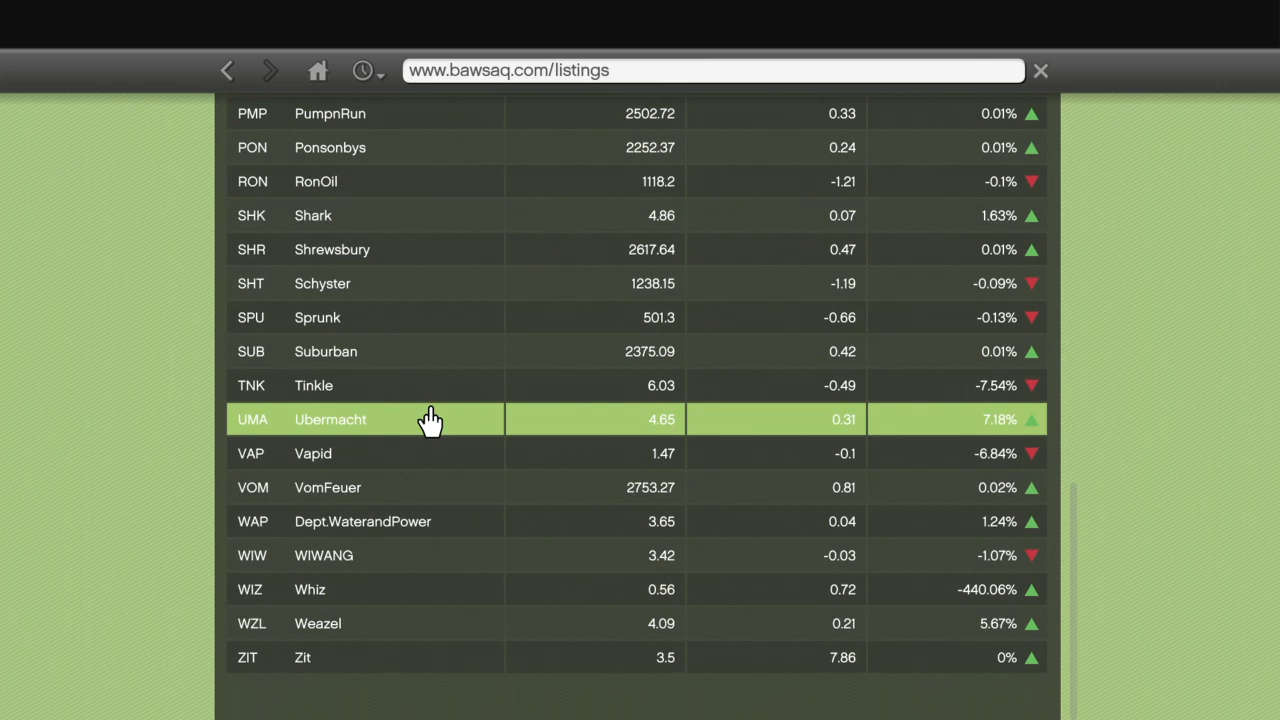 www.bawsaq.com/listings
PMP PumpnRun 2502.72 0.33 0.01%
PON Ponsonbys 2252.37 0.24 0.01%
RON RonOil 1118.2 -1.21 -0.1%
SHK Shark 4.86 0.07 1.63%
SHR Shrewsbury 2617.64 0.47 0.01%
SHT Schyster 1238.15 -1.19 -0.09%
SPU Sprunk 501.3 -0.66 -0.13%
SUB Suburban 2375.09 0.42 0.01%
TNK Tinkle 6.03 -0.49 -7.54%
UMA Ubermacht 4.65 0.31 7.18%
VAP Vapid 1.47 -0.1 -6.84%
VOM VomFeuer 2753.27 0.81 0.02%
WAP Dept.WaterandPower 3.65 0.04 1.24%
WIW WIWANG 3.42 -0.03 -1.07%
WIZ Whiz 0.56 0.72 -440.06%
WZL Weazel 4.09 0.21 5.67%
ZIT Zit 3.5 7.86 0%